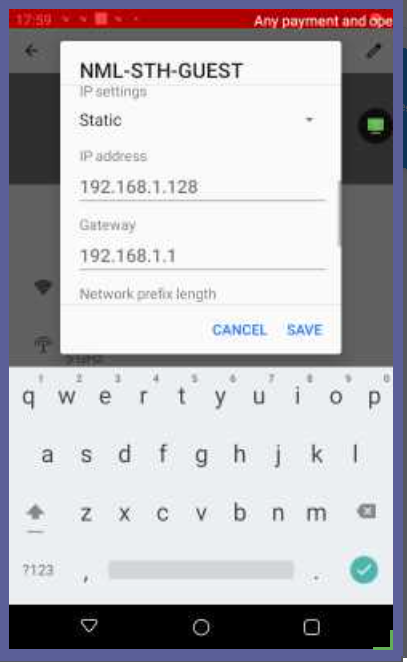 17:59
Any payment and ope
NML-STH-GUEST
IP settings
Static
IP address
192.168.1.128
Gateway
192.168.1.1
Network prefix length
CANCEL SAVE
1 2 3 4 5 6 7 8 9 0
q w e r t y u i o p
a s d f g h j k l
z x c v b n m
?123 , .